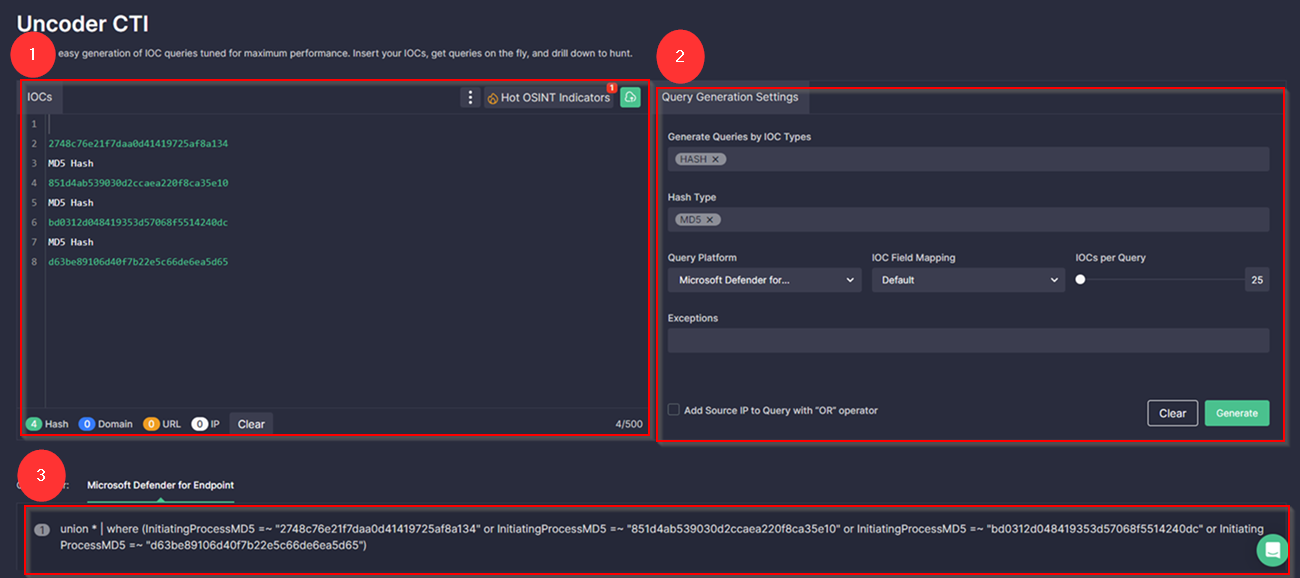 Uncoder CTI
1
easy generation of IOC queries tuned for maximum performance. Insert your IOCs, get queries on the fly, and drill down to hunt.
2
IOCs
Hot OSINT Indicators
1
1
2 2748c76e21f7daa0d41419725af8a134
3 MD5 Hash
4 851d4ab539030d2ccaea220f8ca35e10
5 MD5 Hash
6 bd0312d048419353d57068f5514240dc
7 MD5 Hash
8 d63be89106d40f7b22e5c66de6ea5d65
4 Hash 0 Domain 0 URL 0 IP Clear 4/500
Query Generation Settings
Generate Queries by IOC Types
HASH ×
Hash Type
MD5 ×
Query Platform IOC Field Mapping IOCs per Query
Microsoft Defender for... Default 25
Exceptions
Add Source IP to Query with "OR" operator
Clear Generate
3
Microsoft Defender for Endpoint
1 union * | where (InitiatingProcessMD5 =~ "2748c76e21f7daa0d41419725af8a134" or InitiatingProcessMD5 =~ "851d4ab539030d2ccaea220f8ca35e10" or InitiatingProcessMD5 =~ "bd0312d048419353d57068f5514240dc" or Initiating
ProcessMD5 =~ "d63be89106d40f7b22e5c66de6ea5d65")